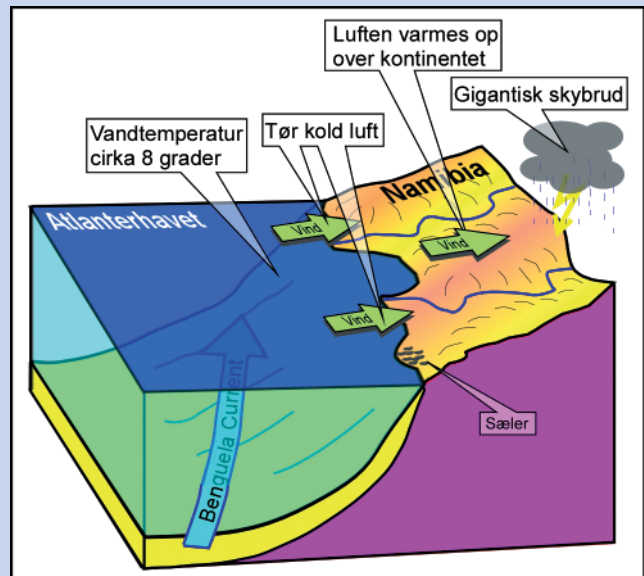 Luften varmes op
over kontinentet
Gigantisk skybrud
Vandtemperatur
cirka 8 grader
Tør kold luft
Namibia
Atlanterhavet
Vind
Vind
Vind
Benguela Current
Sæler